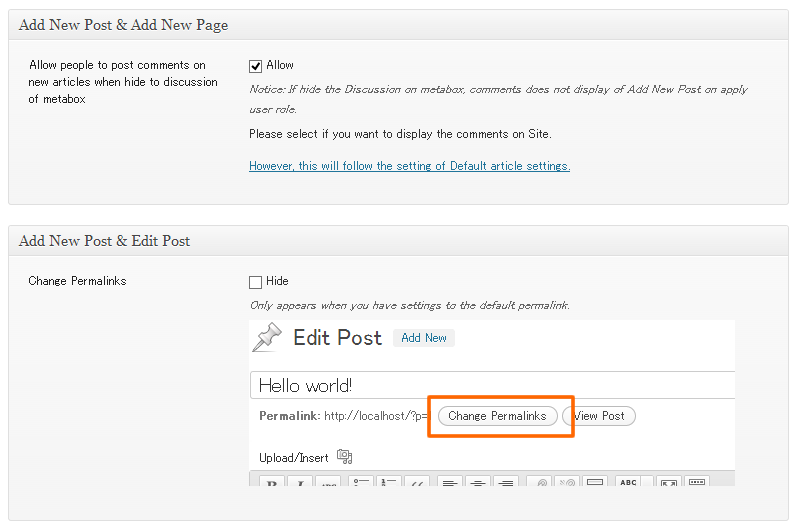 Add New Post & Add New Page
Allow people to post comments on
new articles when hide to discussion
of metabox
Allow
Notice: If hide the Discussion on metabox, comments does not display of Add New Post on apply
user role.
Please select if you want to display the comments on Site.
However, this will follow the setting of Default article settings.
Add New Post & Edit Post
Change Permalinks
Hide
Only appears when you have settings to the default permalink.
Edit Post Add New
Hello world!
Permalink: http://localhost/?p= Change Permalinks View Post
Upload/Insert
B I ABC ABC